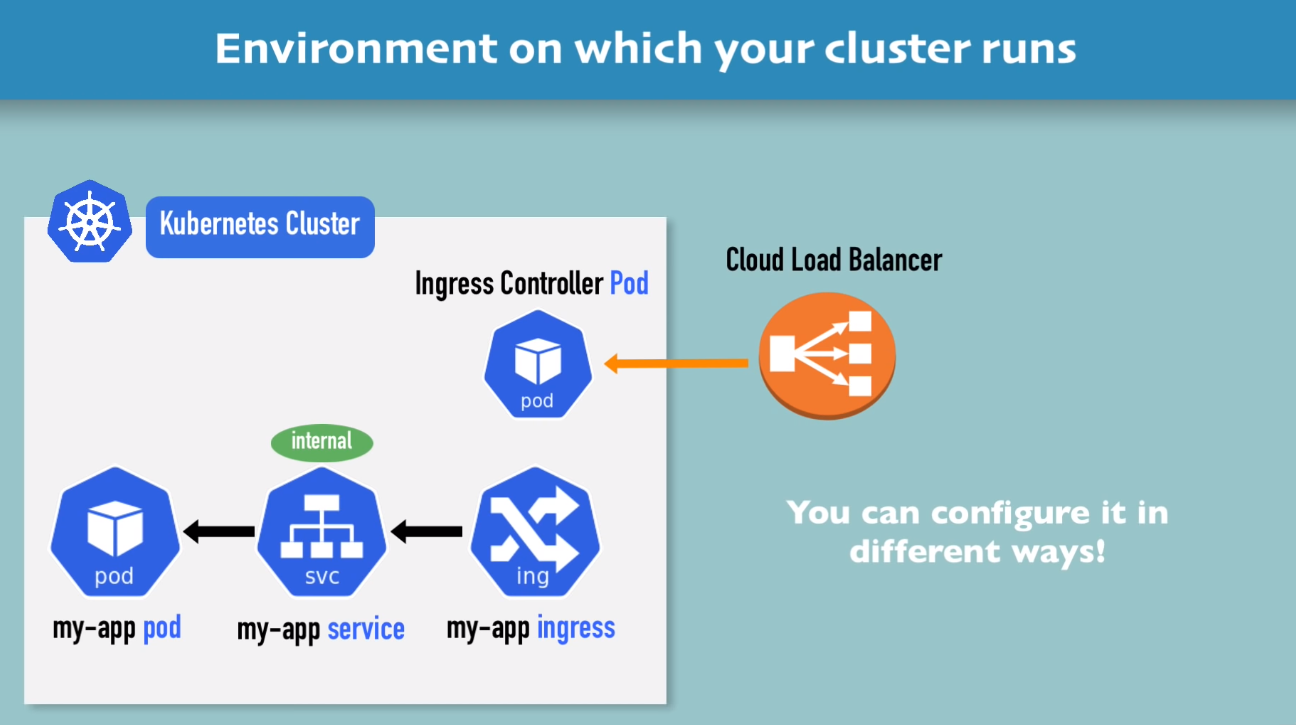 Environment on which your cluster runs
Kubernetes Cluster
Cloud Load Balancer
Ingress Controller Pod
pod
internal
pod
svc
ing
You can configure it in
different ways!
my-app pod
my-app service
my-app ingress